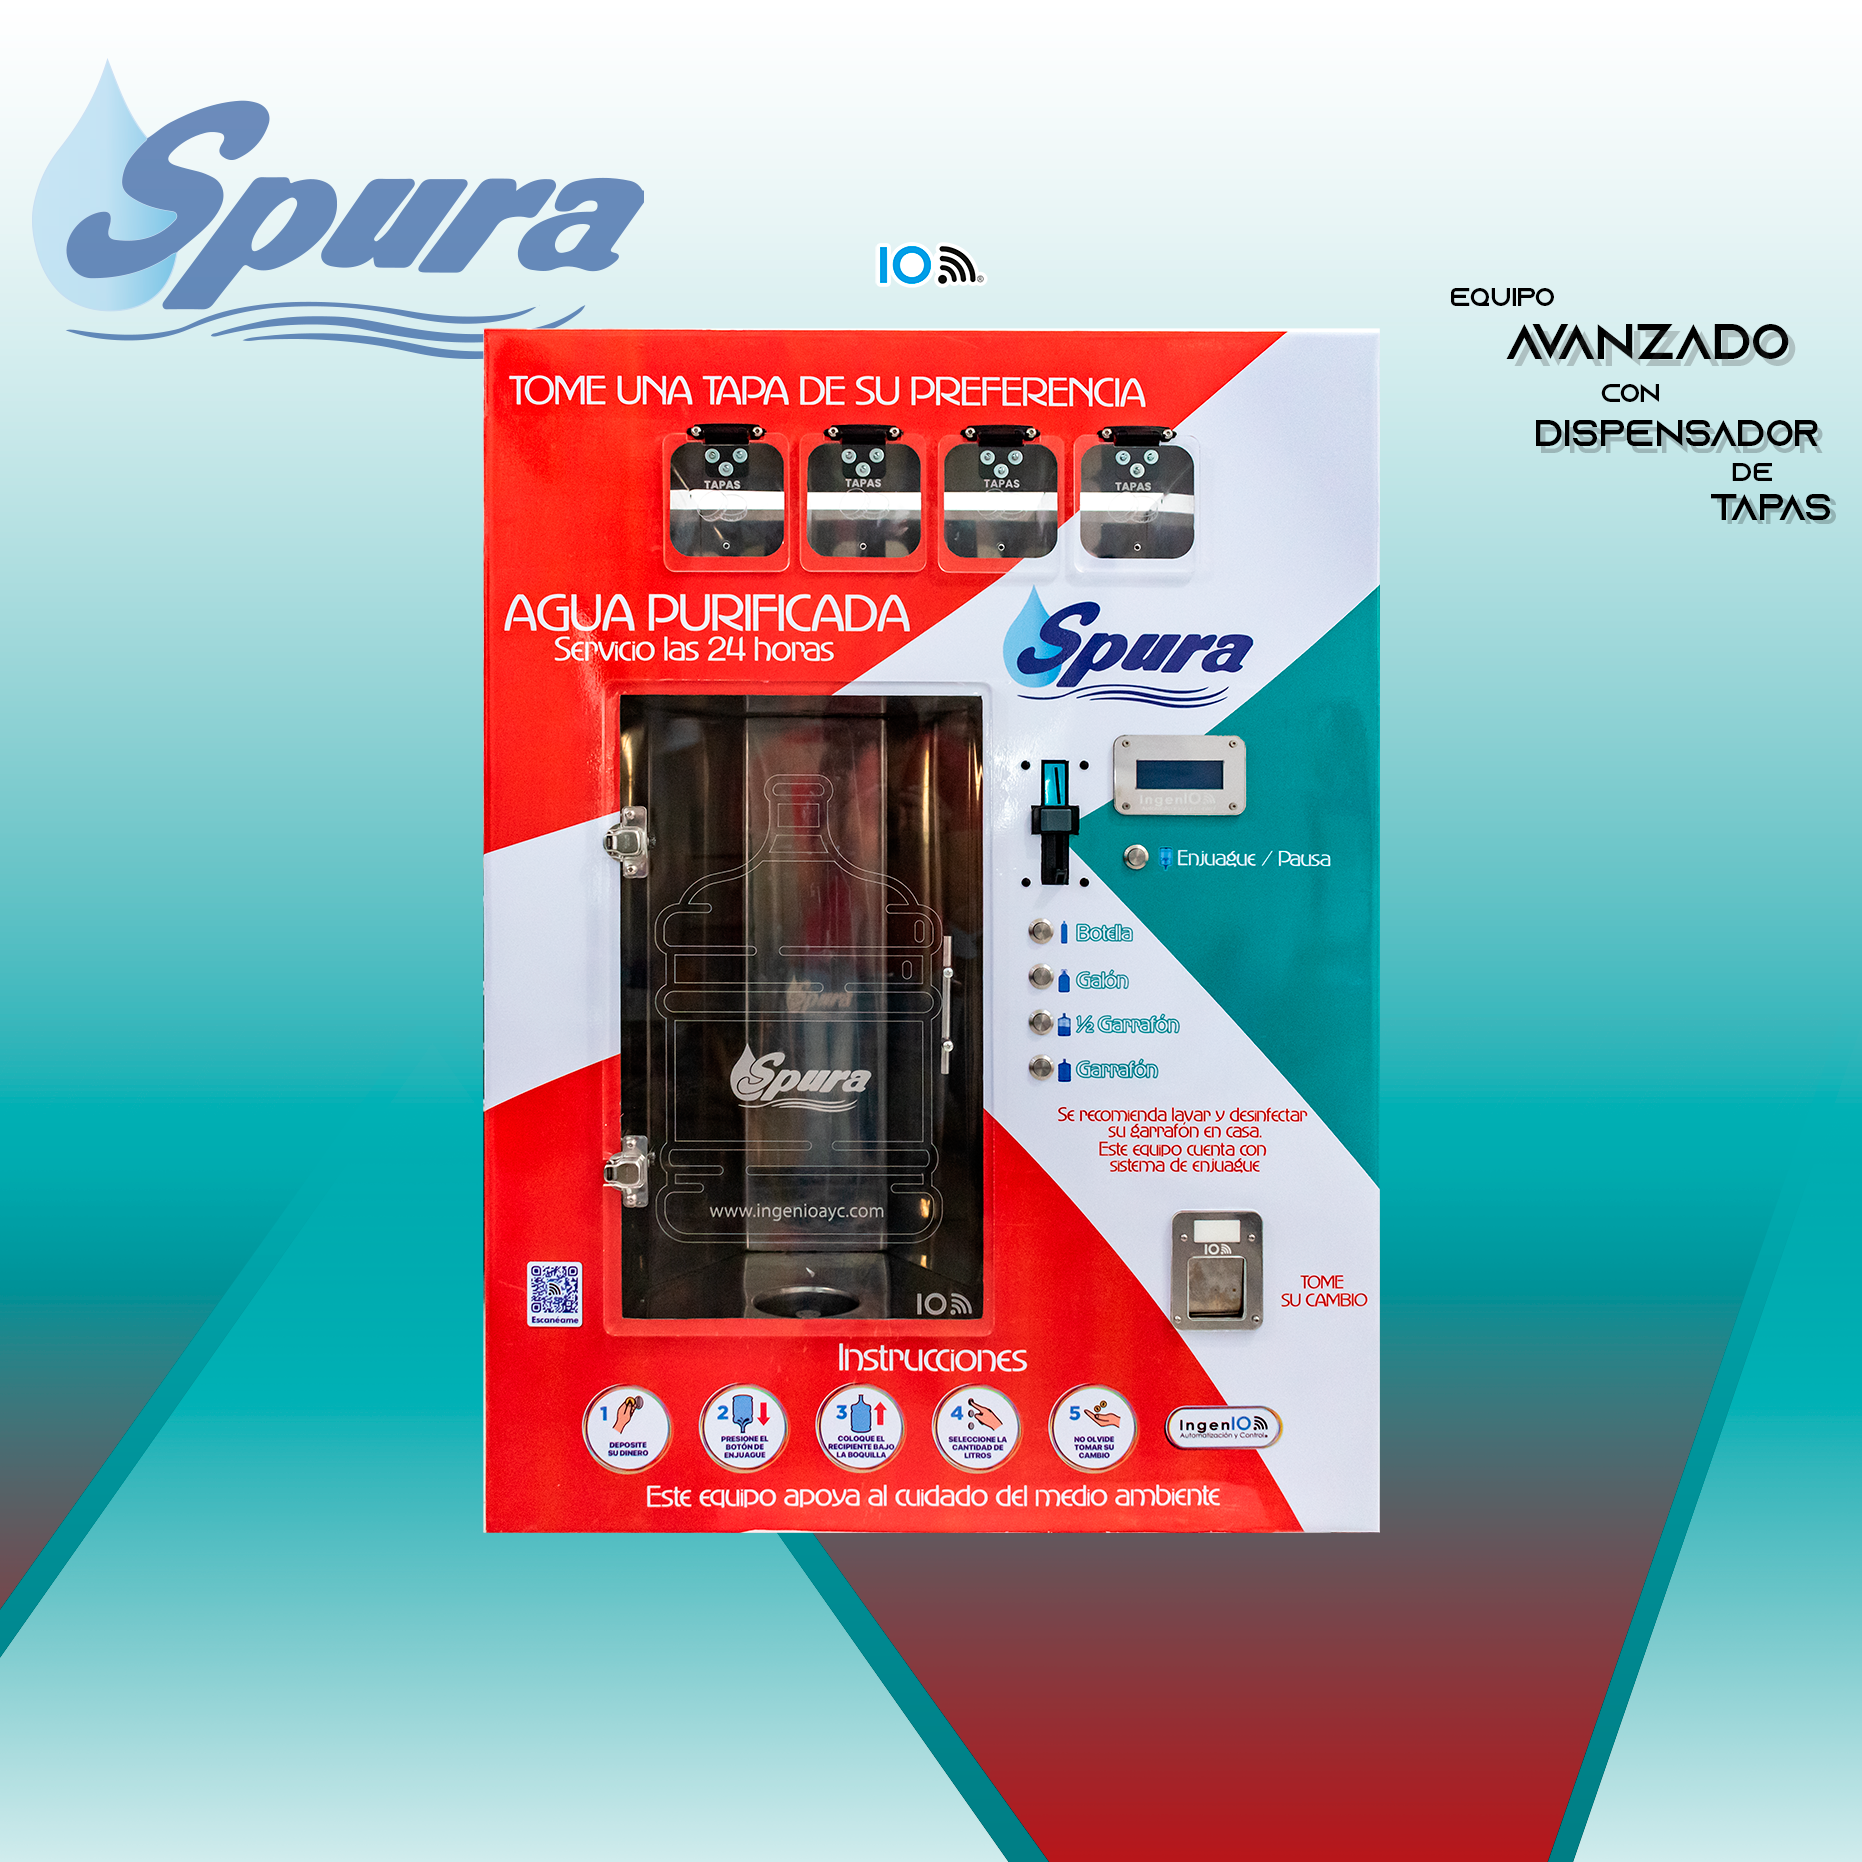 Spura
IO
EQUIPO
AVANZADO
CON
DISPENSADOR
DE
TAPAS
TOME UNA TAPA DE SU PREFERENCIA
TAPAS
TAPAS
TAPAS
TAPAS
AGUA PURIFICADA
Servicio las 24 horas
Spura
IngenIO
Enjuague / Pausa
Botella
Galón
½ Garrafón
Garrafón
Se recomienda lavar y desinfectar
su garrafón en casa.
Este equipo cuenta con
sistema de enjuague
Spura
Spura
www.ingenioayc.com
IO
IO
TOME
SU CAMBIO
Escanéame
Instrucciones
1
DEPOSITE
SU DINERO
2
PRESIONE EL
BOTÓN DE
ENJUAGUE
3
COLOQUE EL
RECIPIENTE BAJO
LA BOQUILLA
4
SELECCIONE LA
CANTIDAD DE
LITROS
5
NO OLVIDE
TOMAR SU
CAMBIO
IngenIO
Automatización y Control
Este equipo apoya al cuidado del medio ambiente